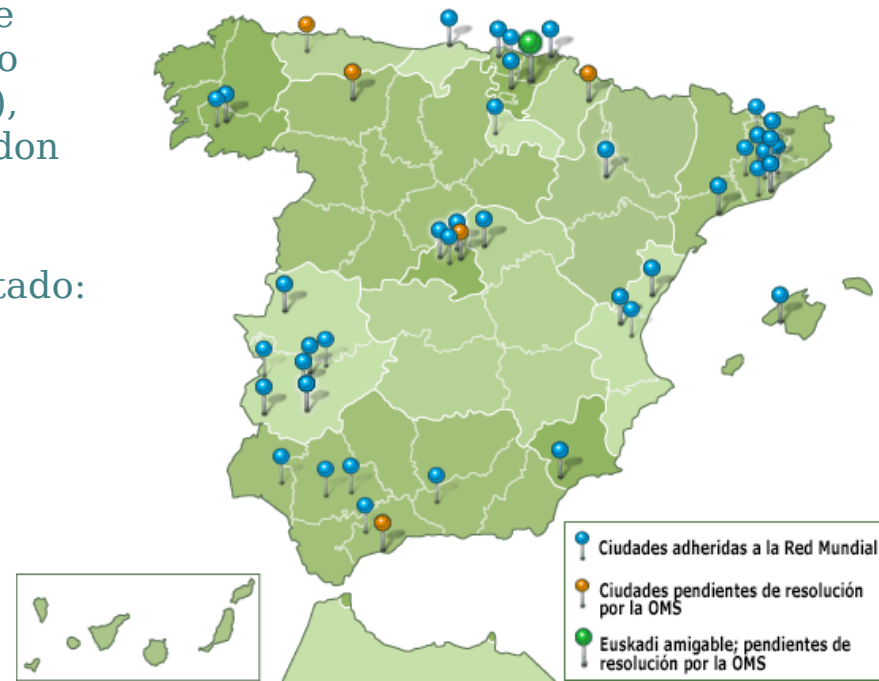 e
o
),
don
tado:
Ciudades adheridas a la Red Mundial
Ciudades pendientes de resolución
por la OMS
Euskadi amigable; pendientes de
resolución por la OMS